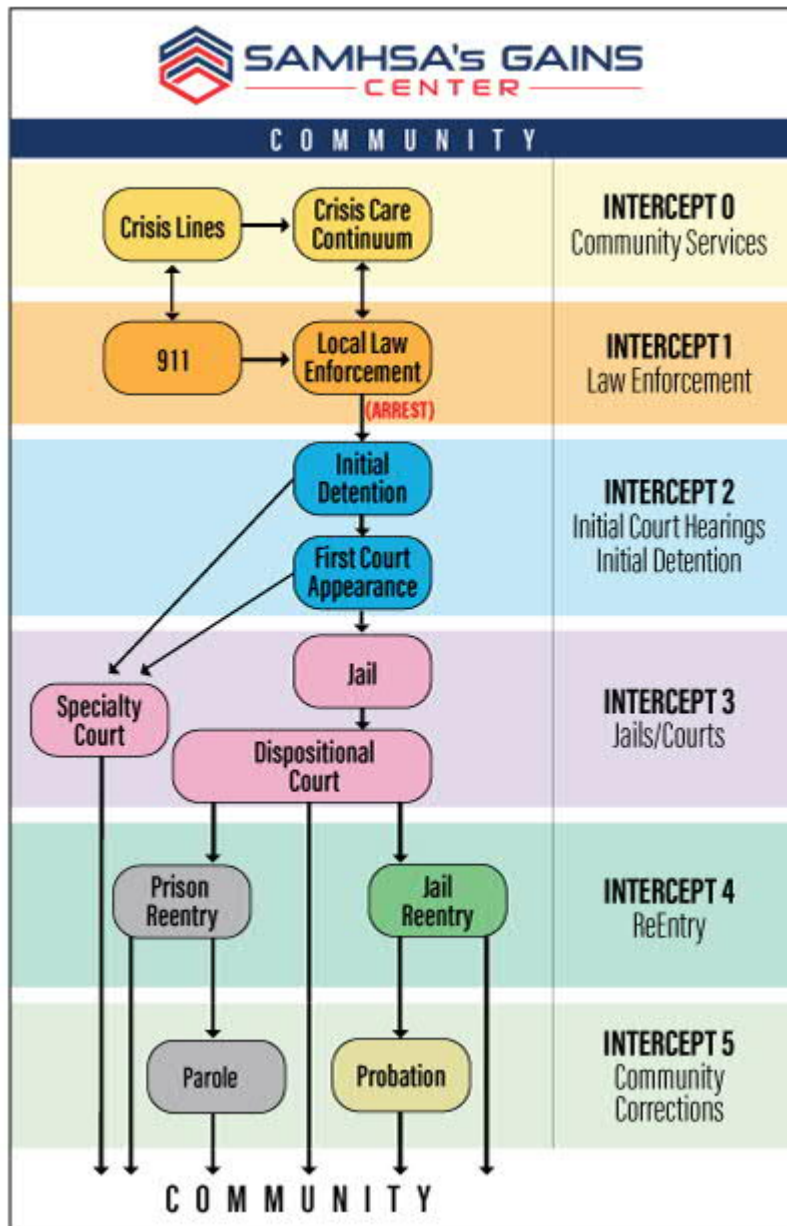 SAMHSA's GAINS
CENTER
COMMUNITY
Crisis Lines
Crisis Care
Continuum
INTERCEPT 0
Community Services
911
Local Law
Enforcement
INTERCEPT 1
Law Enforcement
(ARREST)
Initial
Detention
First Court
Appearance
INTERCEPT 2
Initial Court Hearings
Initial Detention
Jail
Specialty
Court
Dispositional
Court
INTERCEPT 3
Jails/Courts
Prison
Reentry
Jail
Reentry
INTERCEPT 4
ReEntry
Parole
Probation
INTERCEPT 5
Community
Corrections
COMMUNITY